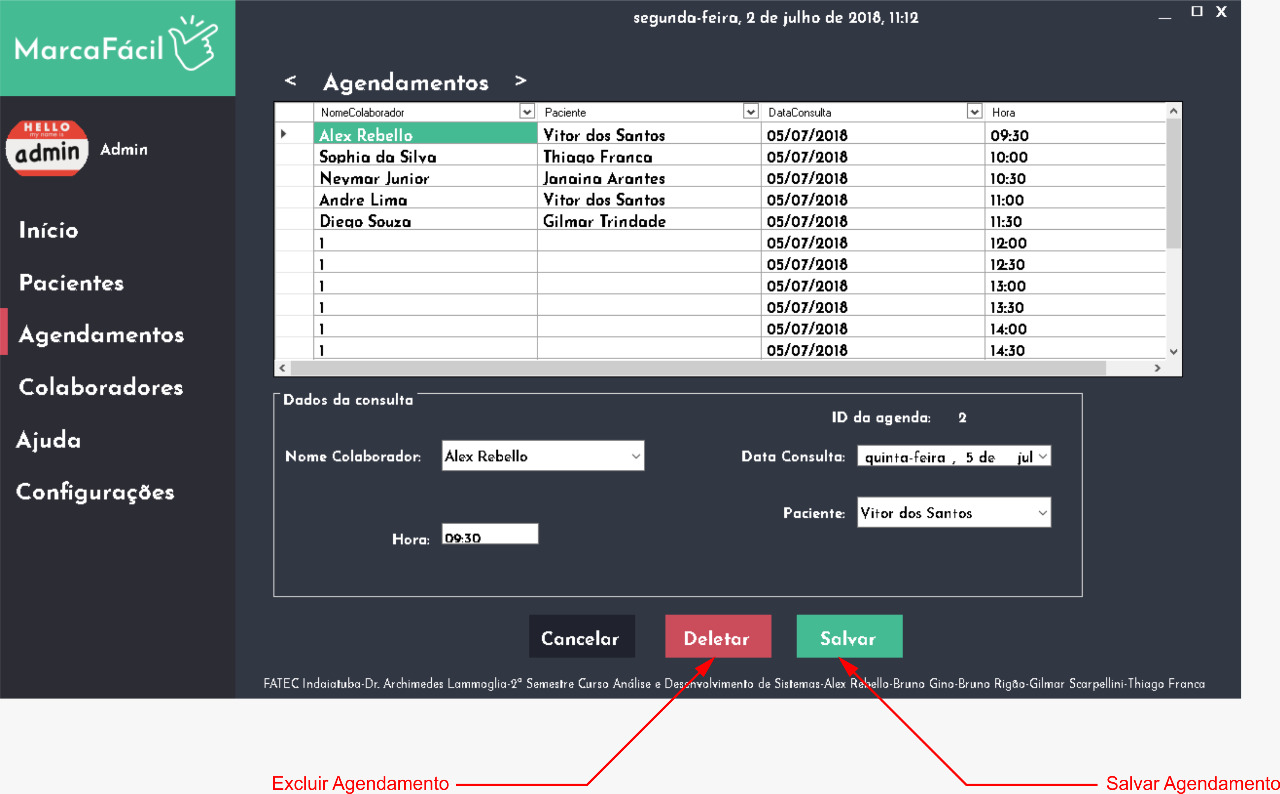 MarcaFácil
segunda-feira, 2 de julho de 2018, 11:12
X
HELLO
my name is
admin
Admin
Início
Pacientes
Agendamentos
Colaboradores
Ajuda
Configurações
< Agendamentos >
NomeColaborador Paciente DataConsulta Hora
Alex Rebello Vitor dos Santos 05/07/2018 09:30
Sophia da Silva Thiago Franca 05/07/2018 10:00
Neymar Junior Janaina Arantes 05/07/2018 10:30
Andre Lima Vitor dos Santos 05/07/2018 11:00
Diego Souza Gilmar Trindade 05/07/2018 11:30
1 05/07/2018 12:00
1 05/07/2018 12:30
1 05/07/2018 13:00
1 05/07/2018 13:30
1 05/07/2018 14:00
1 05/07/2018 14:30
Dados da consulta
ID da agenda: 2
Nome Colaborador: Alex Rebello
Data Consulta: quinta-feira , 5 de jul
Paciente: Vitor dos Santos
Hora: 09:30
Cancelar
Deletar
Salvar
FATEC Indaiatuba-Dr. Archimedes Lammoglia-2º Semestre Curso Análise e Desenvolvimento de Sistemas-Alex Rebello-Bruno Gino-Bruno Rigão-Gilmar Scarpellini-Thiago Franca
Excluir Agendamento
Salvar Agendamento